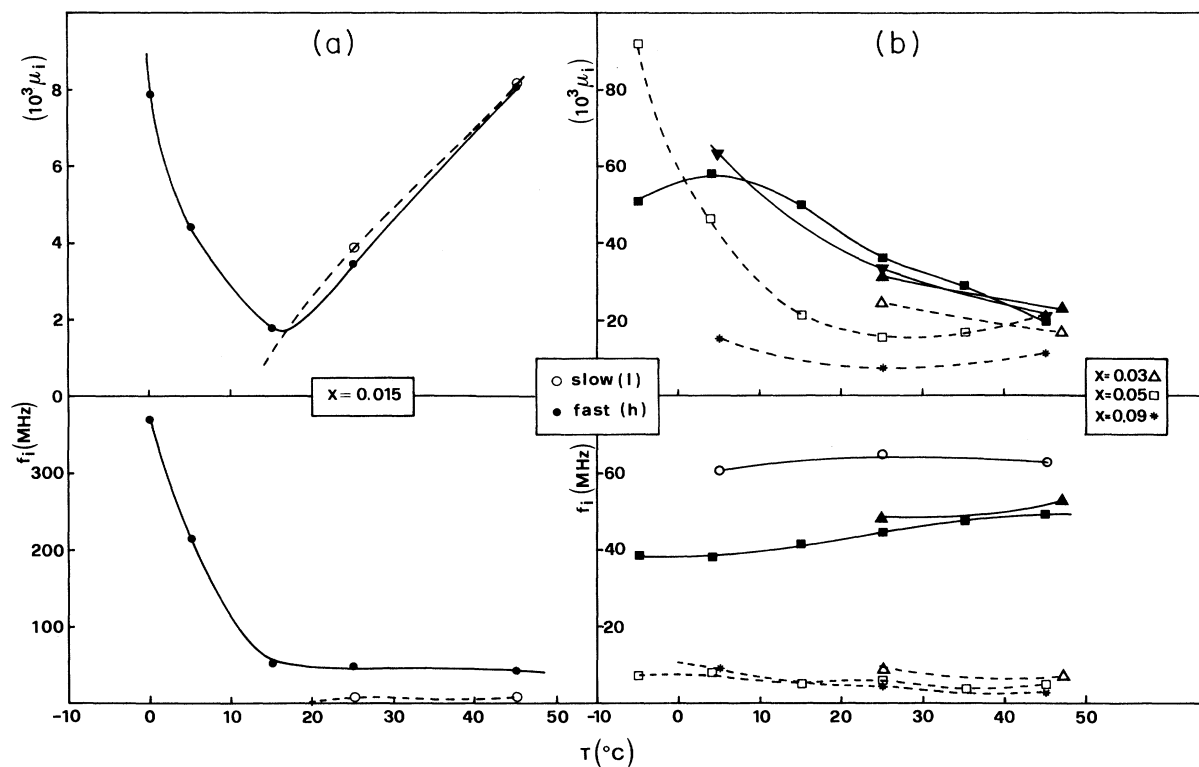 (a)
(b)
(10³μi)
8
6
4
2
0
(10³μi)
80
60
40
20
0
x = 0.015
○ slow (l)
● fast (h)
X=0.03 △
X=0.05 □
X=0.09 *
fi (MHz)
300
200
100
fi (MHz)
60
40
20
-10 0 10 20 30 40 50
-10 0 10 20 30 40 50
T (°C)